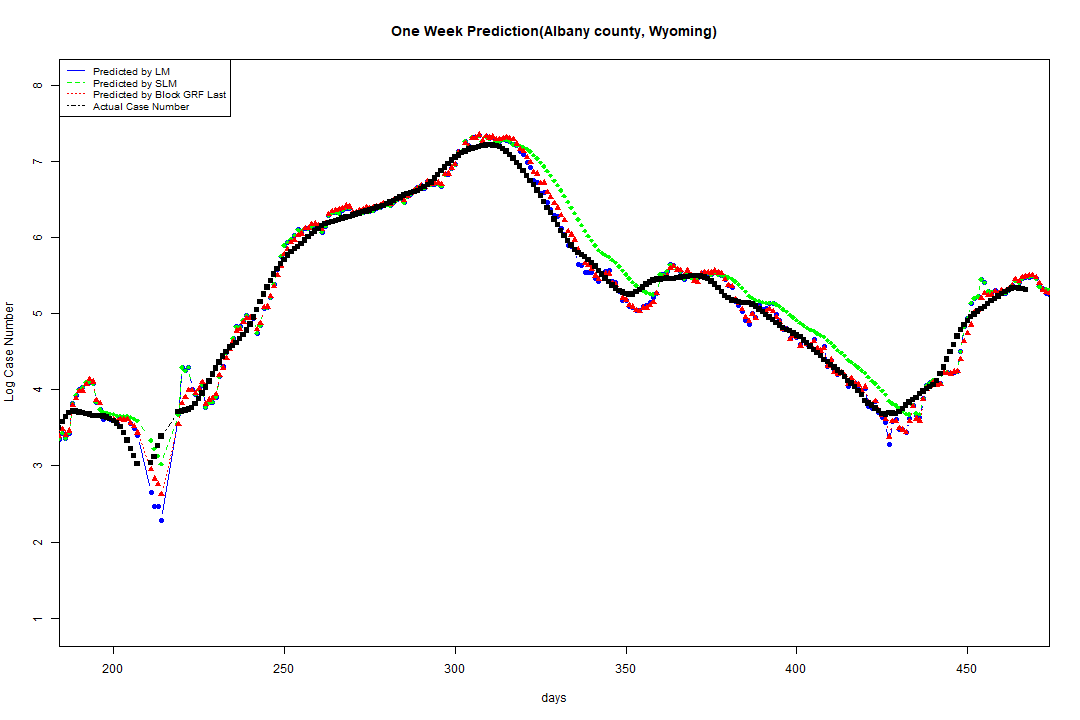 One Week Prediction(Albany county, Wyoming)
Predicted by LM
Predicted by SLM
Predicted by Block GRF Last
Actual Case Number
Log Case Number
8
7
6
5
4
3
2
1
200 250 300 350 400 450
days